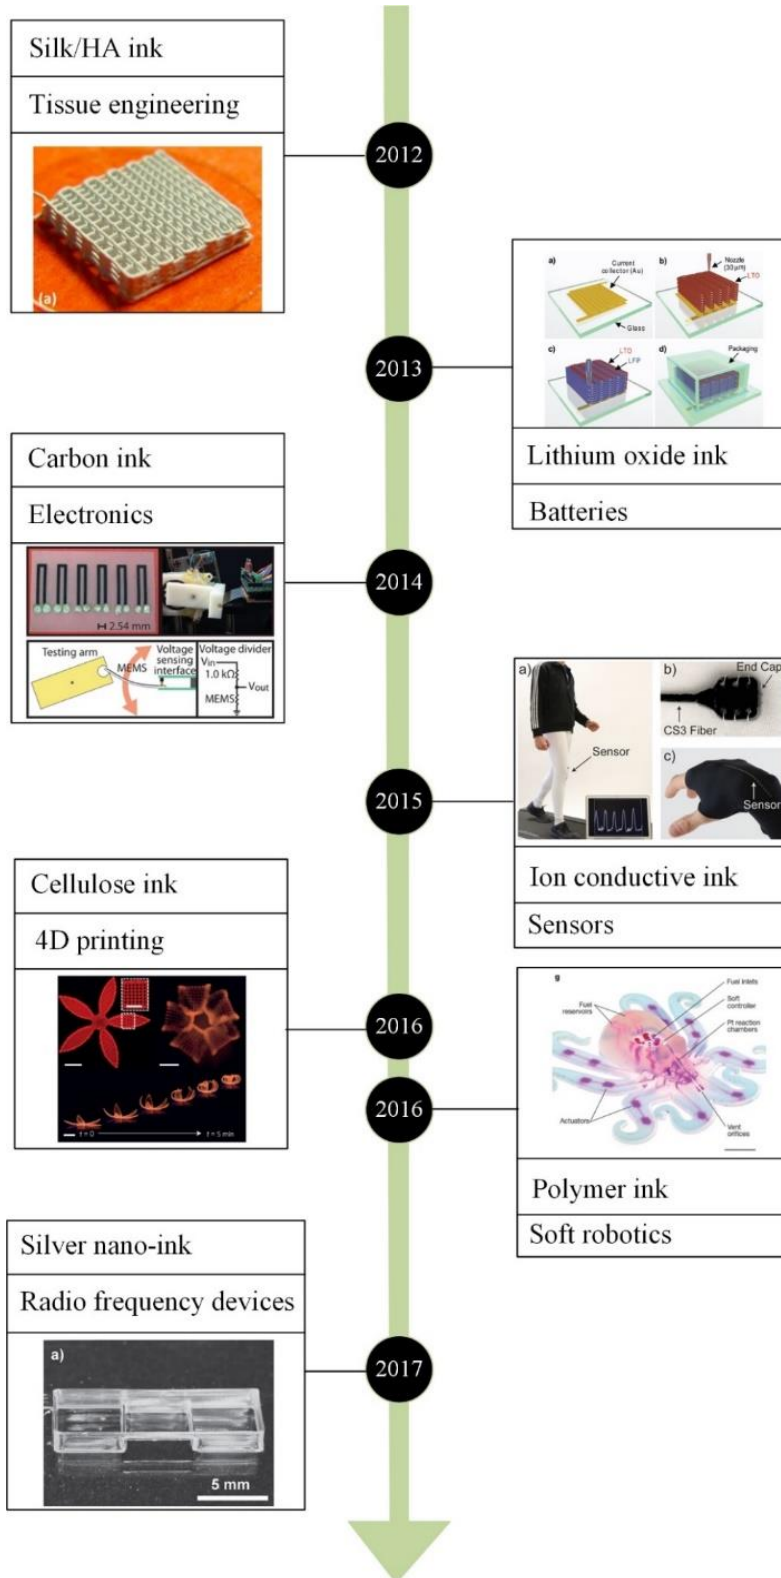 Silk/HA ink
Tissue engineering
(a)
2012
2013
a)
Current
collector (Au)
Glass
b)
Nozzle
(30 µm)
LTO
c)
LTO
LFP
d)
Packaging
Lithium oxide ink
Batteries
Carbon ink
Electronics
2.54 mm
Testing arm
MEMS
Voltage
sensing
interface
Voltage divider
Vin
1.0 kΩ
Vout
MEMS
2014
2015
a)
Sensor
b)
End Cap
CS3 Fiber
c)
Sensor
Ion conductive ink
Sensors
Cellulose ink
4D printing
t = 0
t = 5 min
2016
2016
g
Fuel inlets
Fuel
reservoirs
Soft
controller
Pt reaction
chambers
Actuators
Vent
orifices
Polymer ink
Soft robotics
Silver nano-ink
Radio frequency devices
a)
5 mm
2017